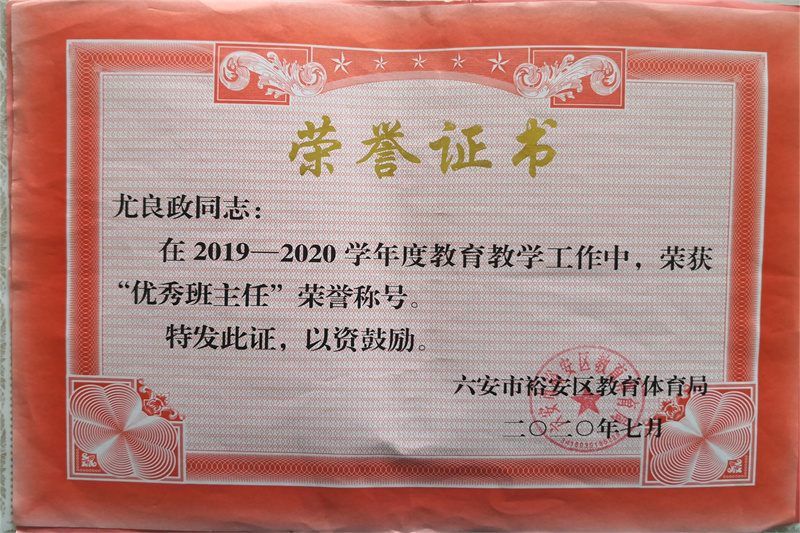 荣誉证书
尤良政同志：
在2019—2020学年度教育教学工作中，荣获
“优秀班主任”荣誉称号。
特发此证，以资鼓励。
六安市裕安区教育体育局
二〇二〇年七月